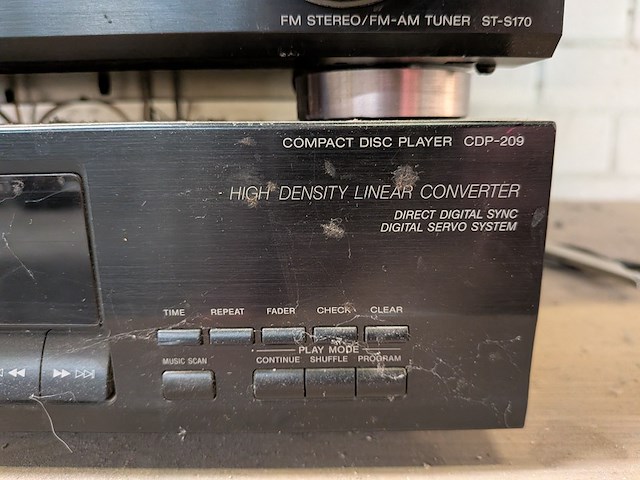 FM STEREO/FM-AM TUNER ST-S170
COMPACT DISC PLAYER CDP-209
HIGH DENSITY LINEAR CONVERTER
DIRECT DIGITAL SYNC
DIGITAL SERVO SYSTEM
TIME REPEAT FADER CHECK CLEAR
PLAY MODE
MUSIC SCAN CONTINUE SHUFFLE PROGRAM